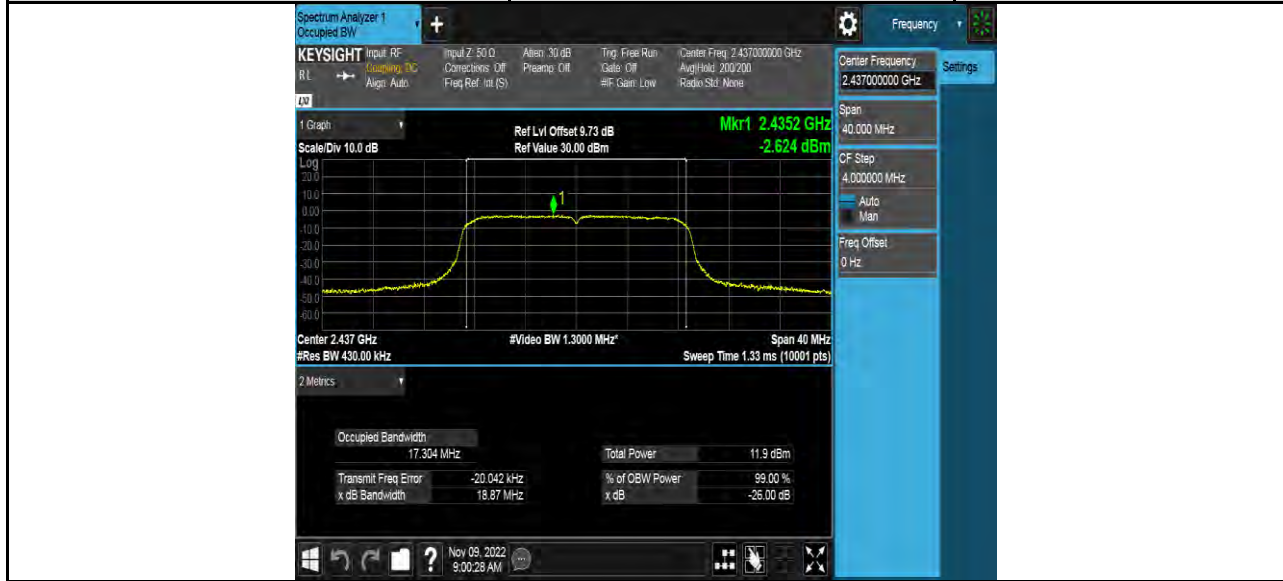 Spectrum Analyzer 1
Occupied BW
+
Frequency
KEYSIGHT Input: RF Input Z: 50 Ω Atten: 30 dB Trig: Free Run Center Freq: 2.437000000 GHz
RL Coupling: DC Corrections: Off Preamp: Off Gate: Off Avg|Hold: 200/200
Align: Auto Freq Ref: Int (S) #IF Gain: Low Radio Std: None
Center Frequency
2.437000000 GHz
Settings
Span
40.000 MHz
CF Step
4.000000 MHz
Auto
Man
Freq Offset
0 Hz
1 Graph
Ref Lvl Offset 9.73 dB
Mkr1 2.4352 GHz
Scale/Div 10.0 dB
Ref Value 30.00 dBm
-2.624 dBm
Log
20.0
10.0
1
0.00
-10.0
-20.0
-30.0
-40.0
-50.0
-60.0
Center 2.437 GHz #Video BW 1.3000 MHz* Span 40 MHz
#Res BW 430.00 kHz Sweep Time 1.33 ms (10001 pts)
2 Metrics
Occupied Bandwidth
17.304 MHz
Total Power 11.9 dBm
Transmit Freq Error -20.042 kHz
% of OBW Power 99.00 %
x dB Bandwidth 18.87 MHz
x dB -26.00 dB
?
Nov 09, 2022
9:00:28 AM